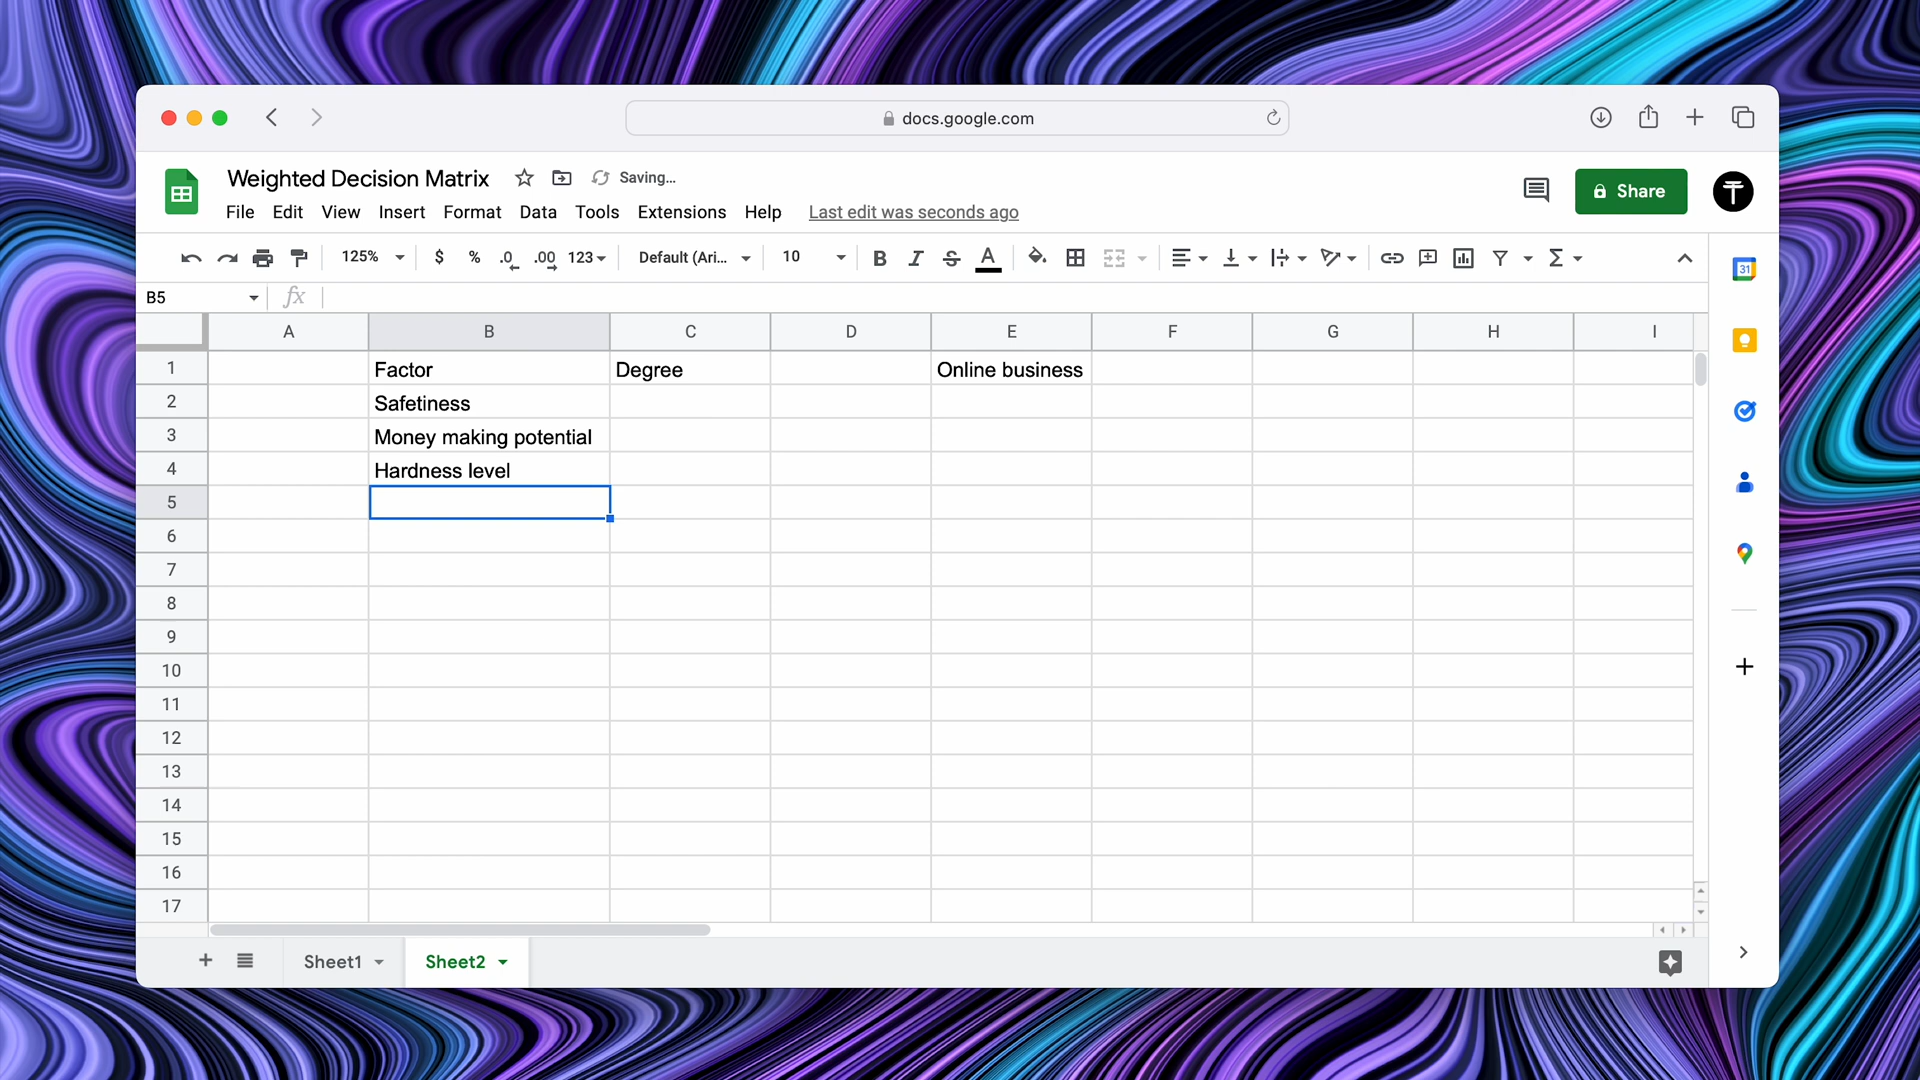 docs.google.com
Weighted Decision Matrix Saving...
File Edit View Insert Format Data Tools Extensions Help Last edit was seconds ago
Share
125% $ % .0 .00 123 Default (Ari... 10 B I S A
31
B5 fx
A B C D E F G H I
1 Factor Degree Online business
2 Safetiness
3 Money making potential
4 Hardness level
5
6
7
8
9
10
11
12
13
14
15
16
17
Sheet1 Sheet2